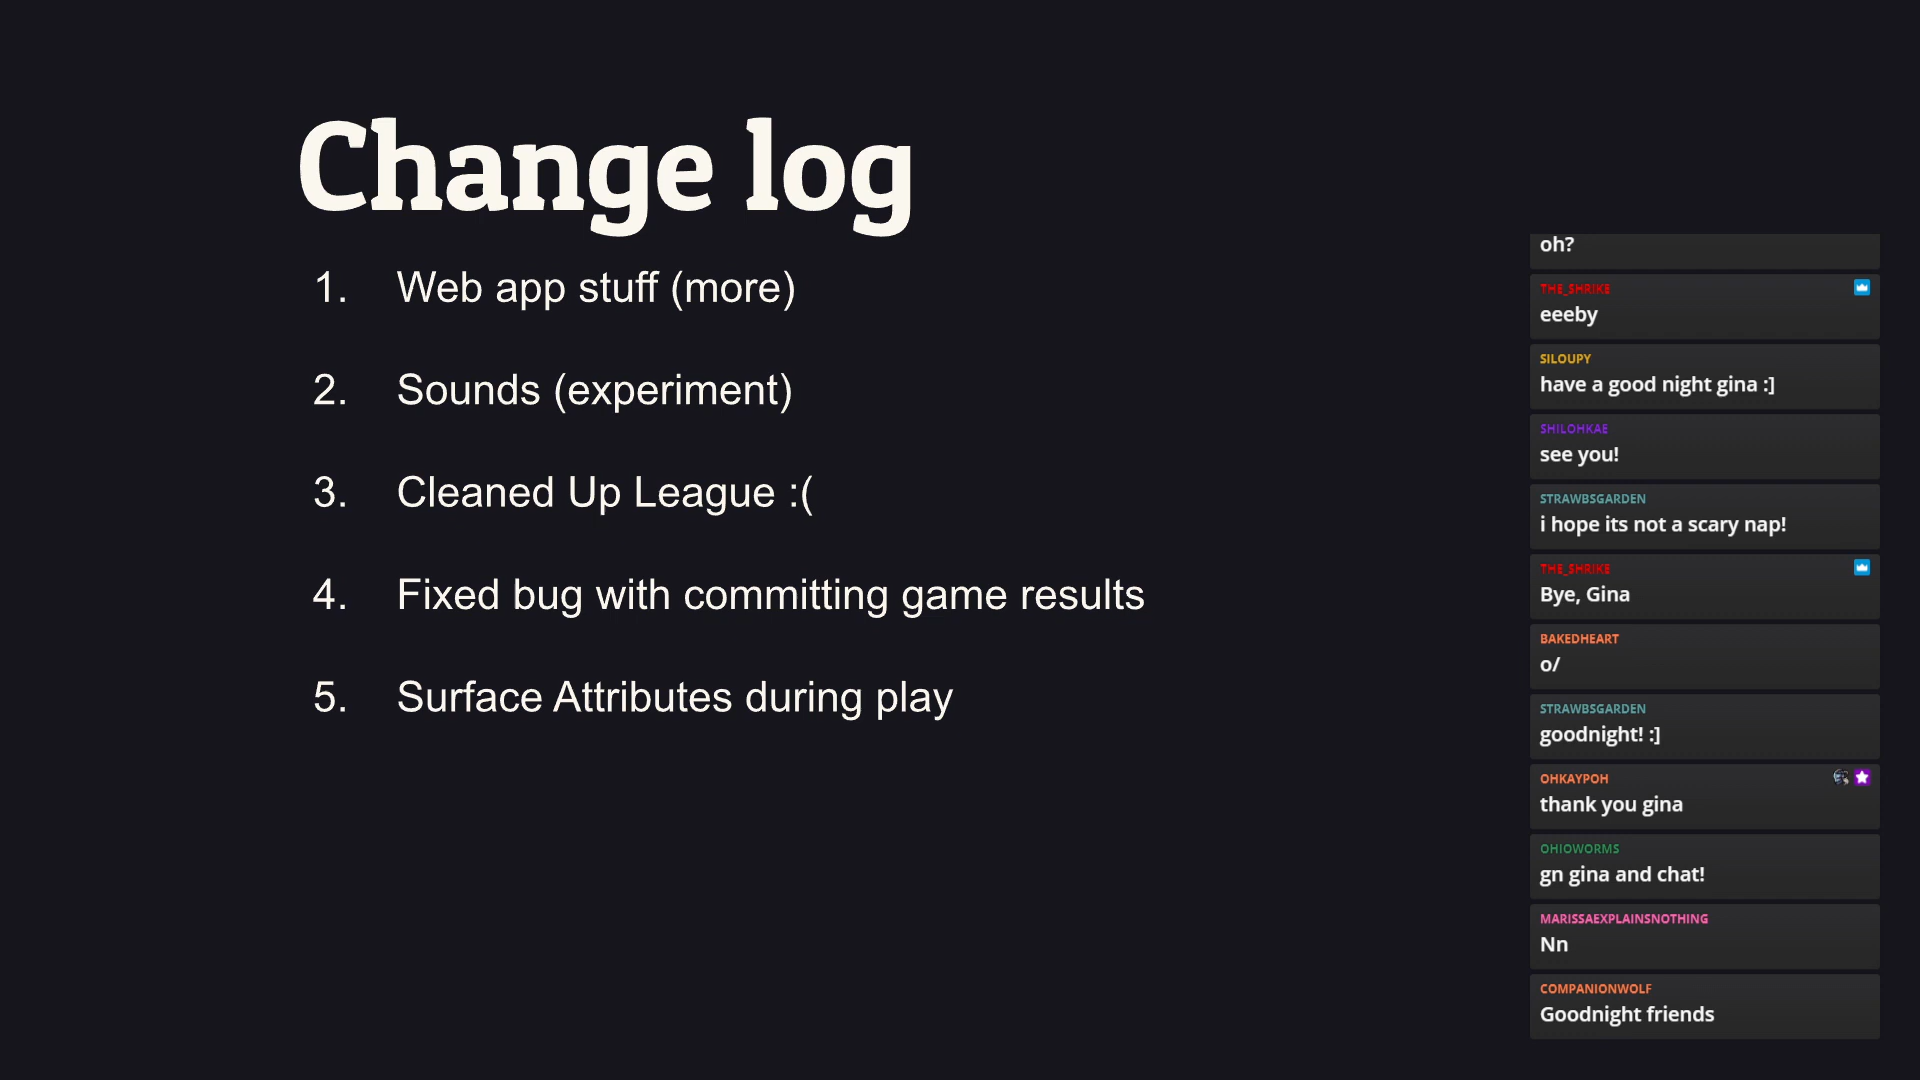 Change log
1. Web app stuff (more)
2. Sounds (experiment)
3. Cleaned Up League :(
4. Fixed bug with committing game results
5. Surface Attributes during play
oh?
THE_SHRIKE
eeeby
SILOUPY
have a good night gina :]
SHILOHKAE
see you!
STRAWBSGARDEN
i hope its not a scary nap!
THE_SHRIKE
Bye, Gina
BAKEDHEART
o/
STRAWBSGARDEN
goodnight! :]
OHKAYPOH
thank you gina
OHIOWORMS
gn gina and chat!
MARISSAEXPLAINSNOTHING
Nn
COMPANIONWOLF
Goodnight friends